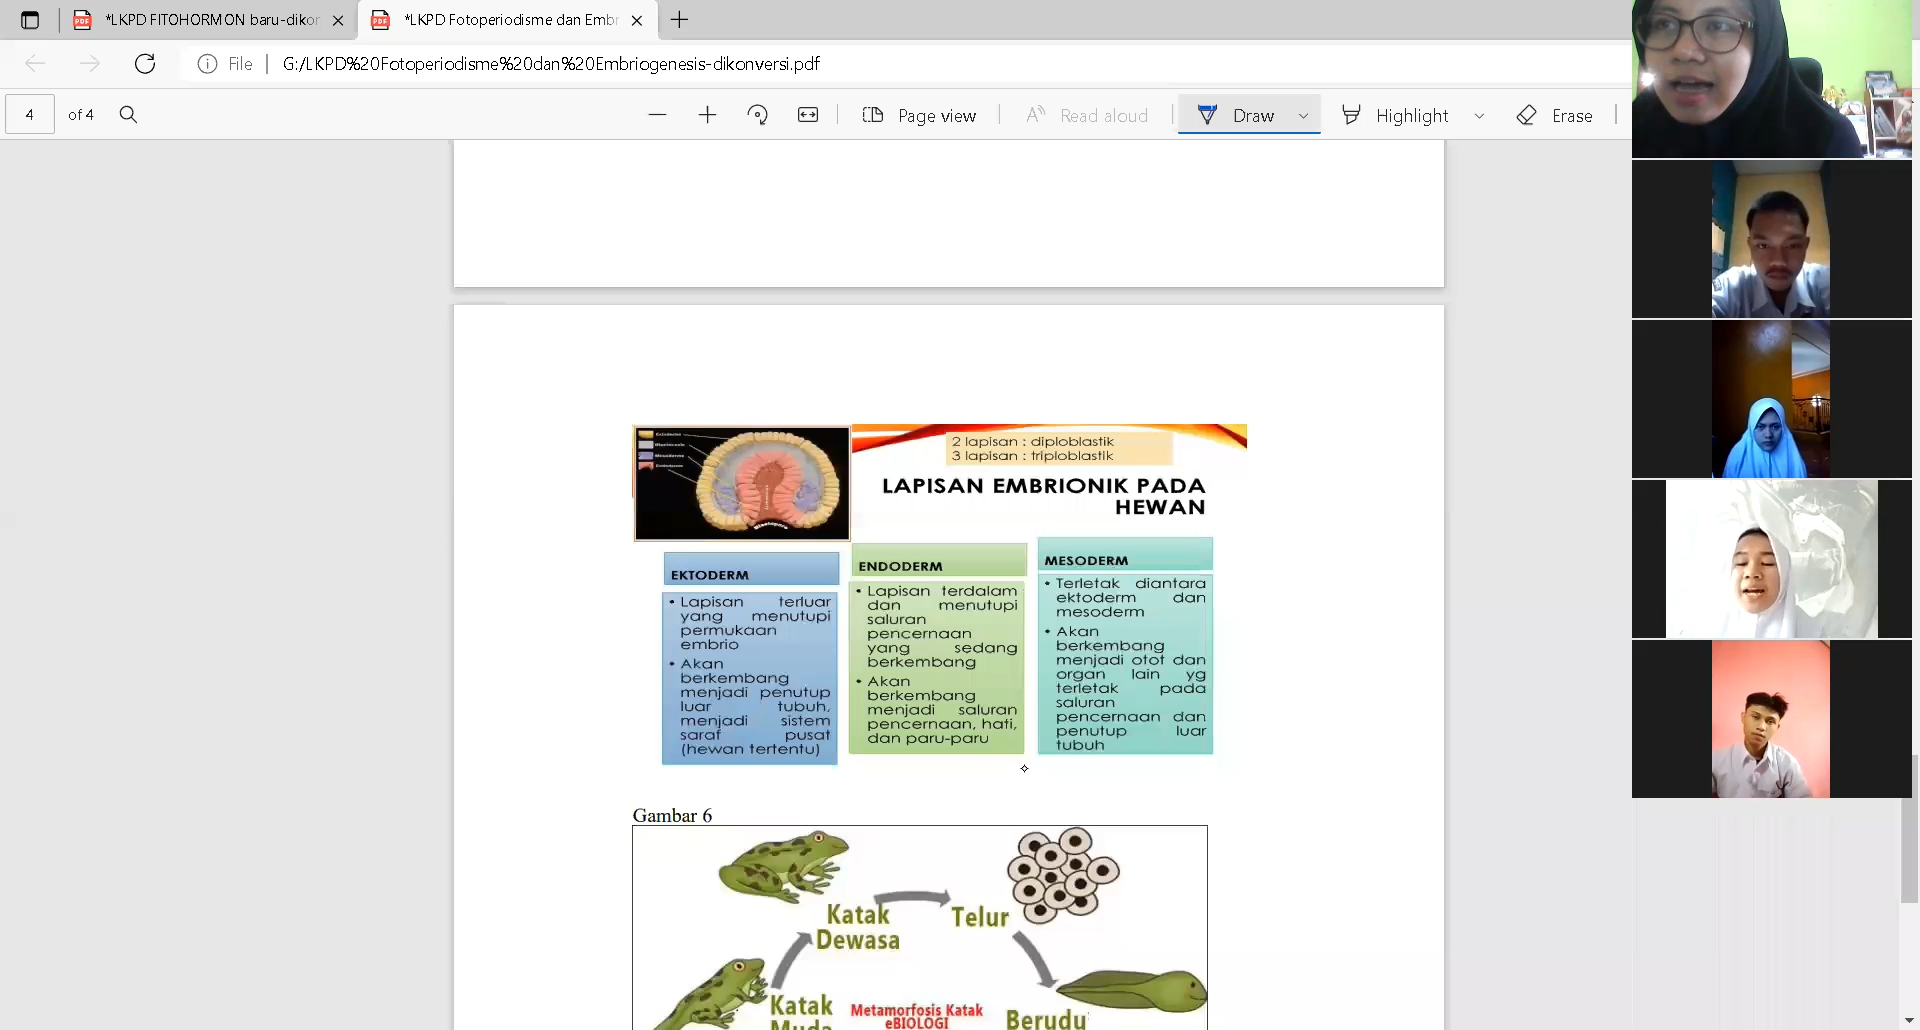 *LKPD FITOHORMON baru-dikon
*LKPD Fotoperiodisme dan Embr
File
G:/LKPD%20Fotoperiodisme%20dan%20Embriogenesis-dikonversi.pdf
4 of 4
Page view
Read aloud
Draw
Highlight
Erase
2 lapisan : diploblastik
3 lapisan : triploblastik
LAPISAN EMBRIONIK PADA
HEWAN
EKTODERM
• Lapisan terluar
yang menutupi
permukaan
embrio
• Akan
berkembang
menjadi penutup
luar tubuh,
menjadi sistem
saraf pusat
(hewan tertentu)
ENDODERM
• Lapisan terdalam
dan menutupi
saluran
pencernaan
yang sedang
berkembang
• Akan
berkembang
menjadi saluran
pencernaan, hati,
dan paru-paru
MESODERM
• Terletak diantara
ektoderm dan
mesoderm
• Akan
berkembang
menjadi otot dan
organ lain yg
terletak pada
saluran
pencernaan dan
penutup luar
tubuh
Gambar 6
Katak
Dewasa
Telur
Katak
Muda
Metamorfosis Katak
eBIOLOGI
Berudu